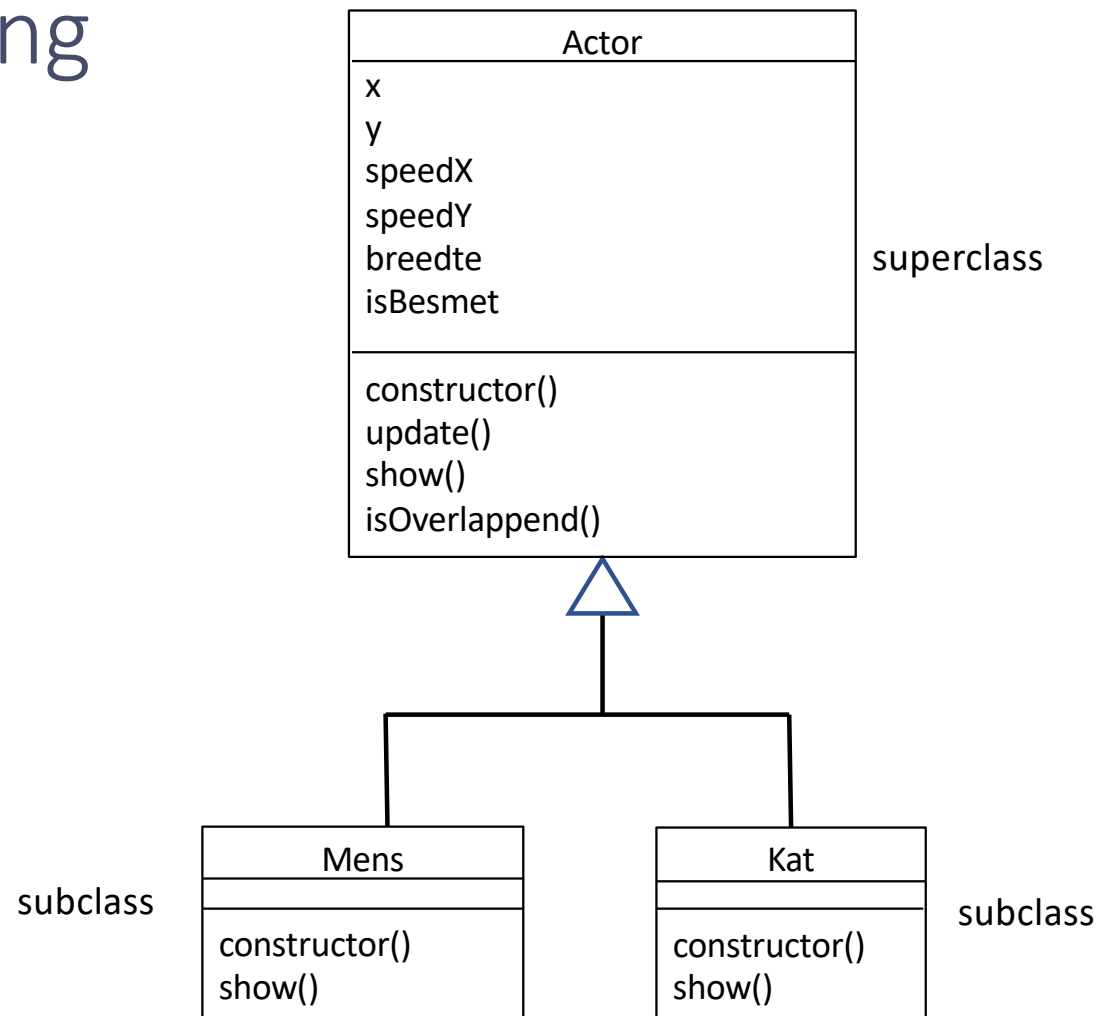 ng
Actor
x
y
speedX
speedY
breedte
isBesmet
superclass
constructor()
update()
show()
isOverlappend()
Mens
constructor()
show()
subclass
Kat
constructor()
show()
subclass